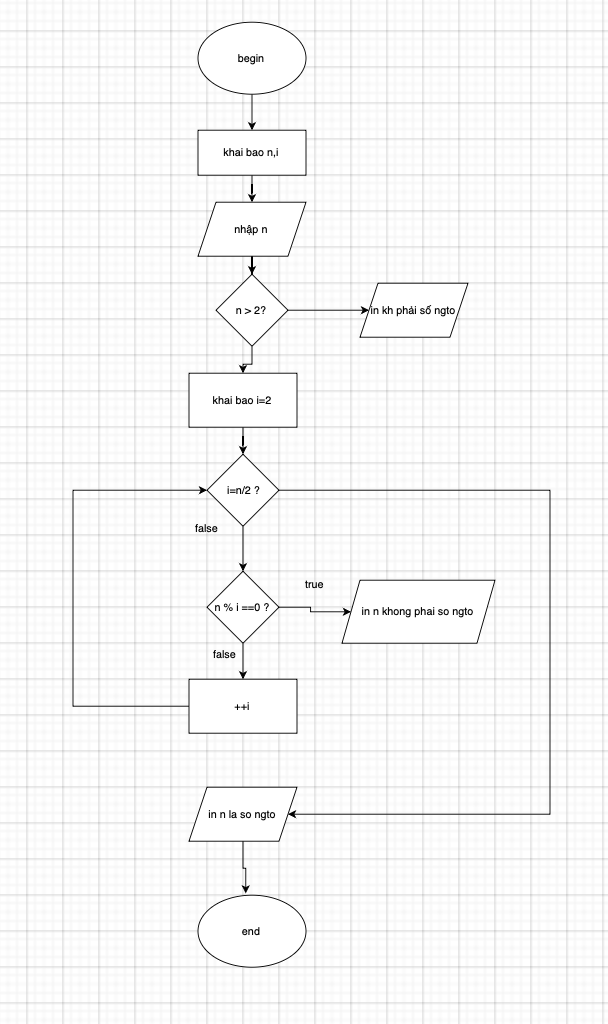 begin
khai bao n,i
nhập n
n > 2?
in kh phải số ngto
khai bao i=2
i=n/2 ?
false
n % i ==0 ?
true
in n khong phai so ngto
false
++i
in n la so ngto
end